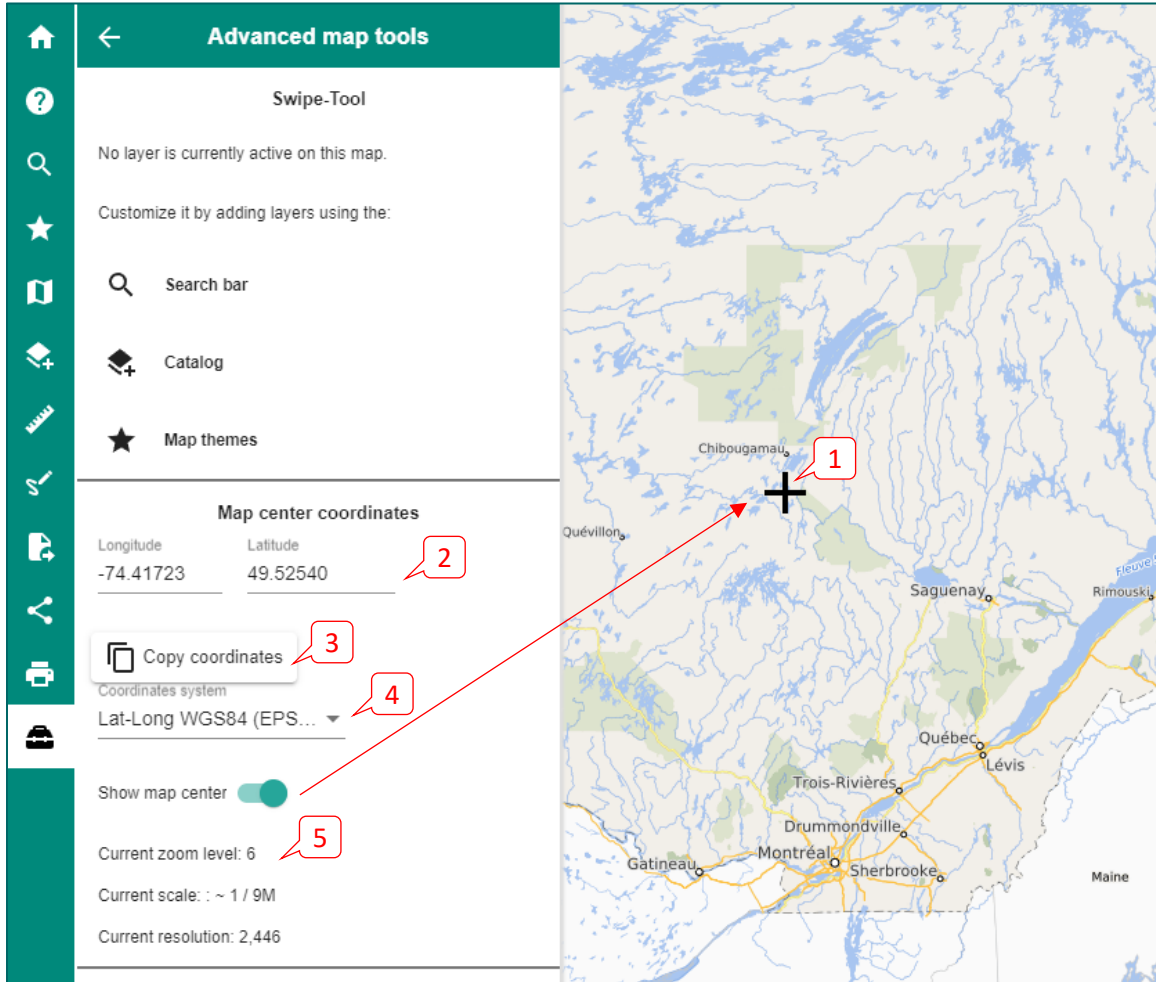 Advanced map tools
Swipe-Tool
No layer is currently active on this map.
Customize it by adding layers using the:
Search bar
Catalog
Map themes
Map center coordinates
Longitude Latitude
-74.41723 49.52540
2
Copy coordinates
3
Coordinates system
Lat-Long WGS84 (EPS...
4
Show map center
Current zoom level: 6
5
Current scale: : ~ 1 / 9M
Current resolution: 2,446
Chibougamau
1
Quévillon
Fleuve
Saguenay
Rimouski
Québec
Lévis
Trois-Rivières
Drummondville
Montréal
Gatineau
Sherbrooke
Maine